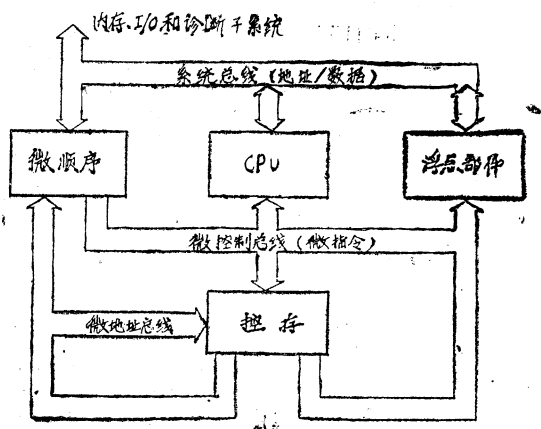 内存、I/O和诊断子系统
系统总线(地址/数据)
微顺序
CPU
浮点部件
微控制总线(微指令)
微地址总线
控存